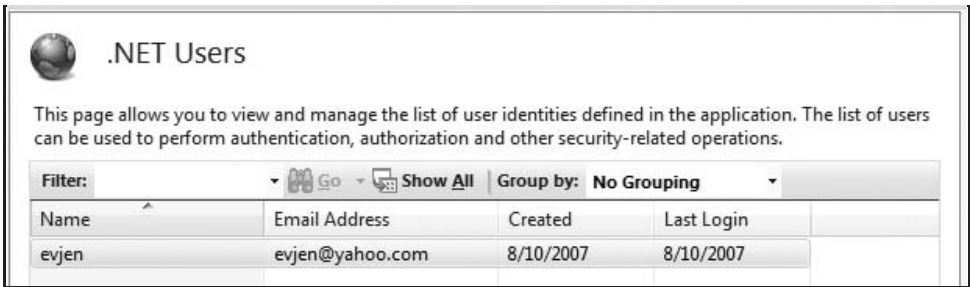 .NET Users
This page allows you to view and manage the list of user identities defined in the application. The list of users
can be used to perform authentication, authorization and other security-related operations.
Filter: Go Show All Group by: No Grouping
Name Email Address Created Last Login
evjen evjen@yahoo.com 8/10/2007 8/10/2007